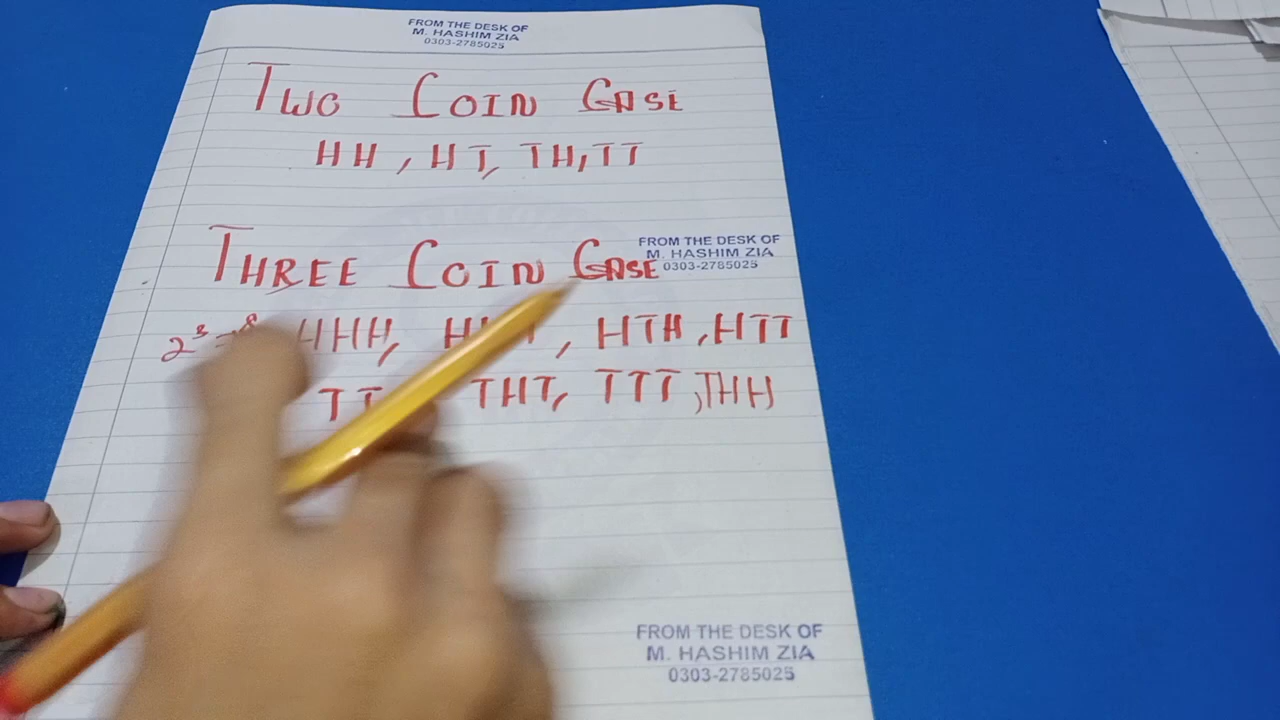 FROM THE DESK OF
M. HASHIM ZIA
0303-2785025
TWO COIN CASE
HH, HT, TH, TT
THREE COIN CASE
FROM THE DESK OF
M. HASHIM ZIA
0303-2785025
2³ = 8 HHH, HTH, HTT
THT, TTT, THH
FROM THE DESK OF
M. HASHIM ZIA
0303-2785025